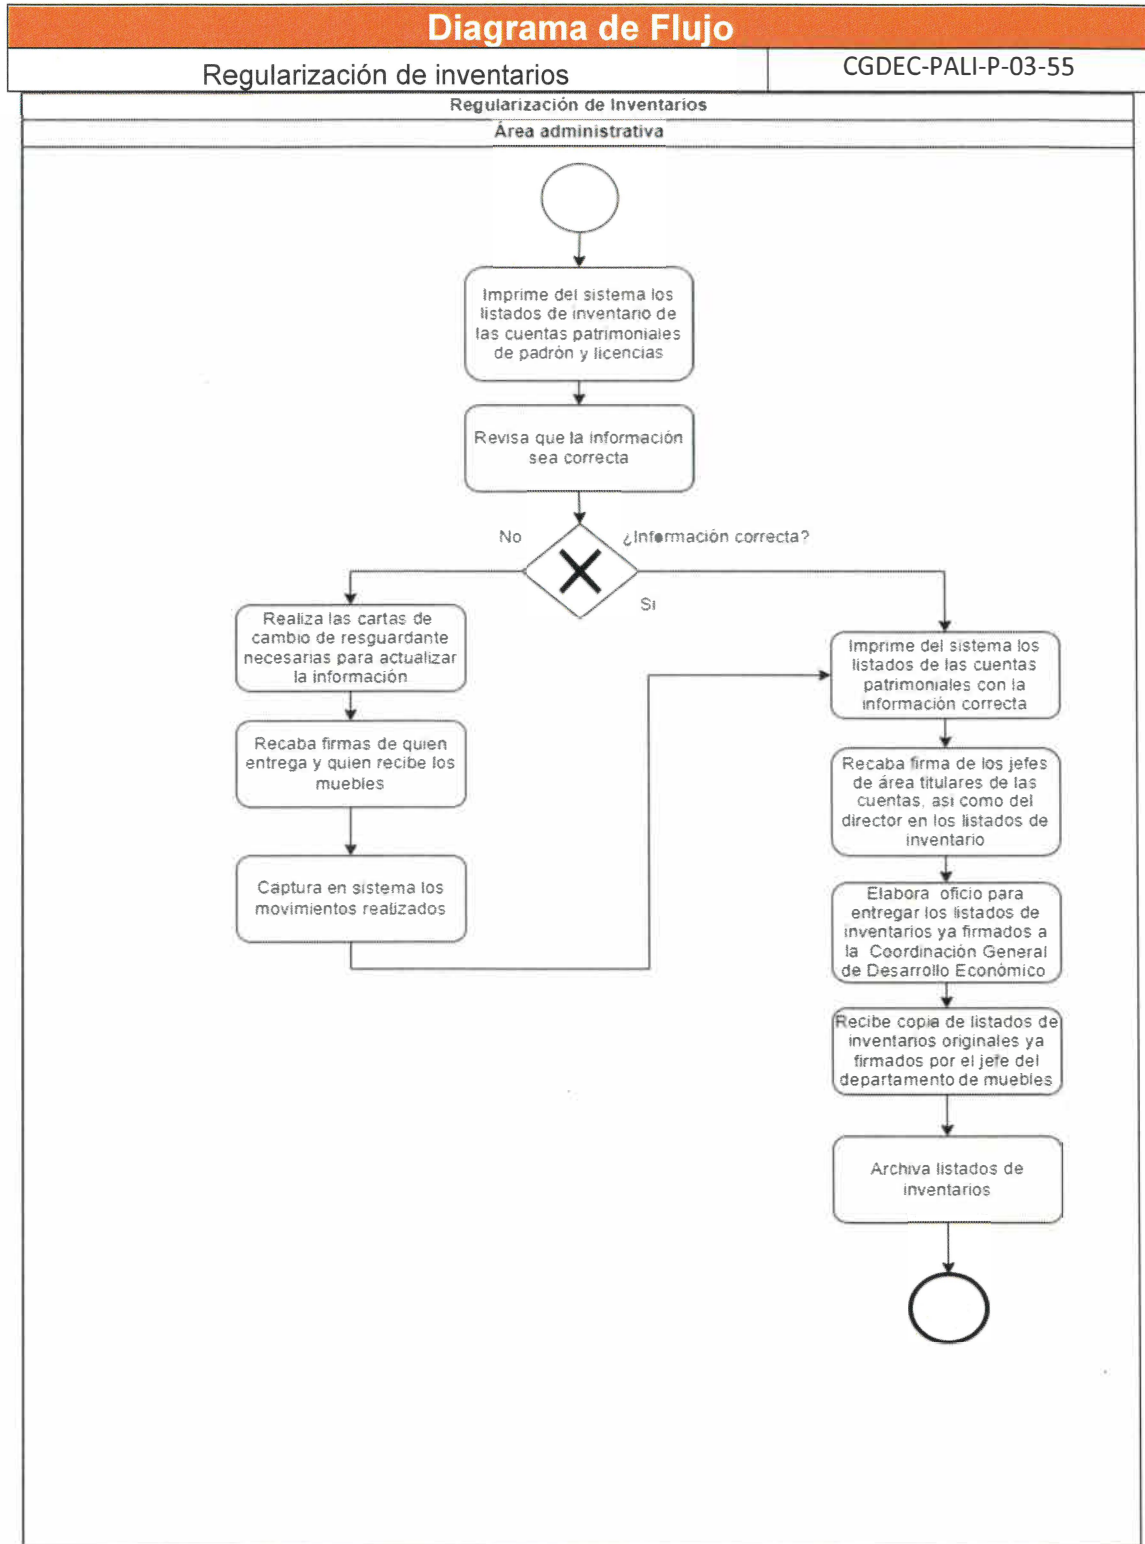 Diagrama de Flujo
Regularización de inventarios
CGDEC-PALI-P-03-55
Regularización de Inventarios
Área administrativa
Imprime del sistema los
listados de inventario de
las cuentas patrimoniales
de padrón y licencias
Revisa que la información
sea correcta
No
¿Información correcta?
Si
Realiza las cartas de
cambio de resguardante
necesarias para actualizar
la información
Recaba firmas de quien
entrega y quien recibe los
muebles
Captura en sistema los
movimientos realizados
Imprime del sistema los
listados de las cuentas
patrimoniales con la
información correcta
Recaba firma de los jefes
de área titulares de las
cuentas, asi como del
director en los listados de
inventario
Elabora oficio para
entregar los listados de
inventarios ya firmados a
la Coordinación General
de Desarrollo Económico
Recibe copia de listados de
inventarios originales ya
firmados por el jefe del
departamento de muebles
Archiva listados de
inventarios